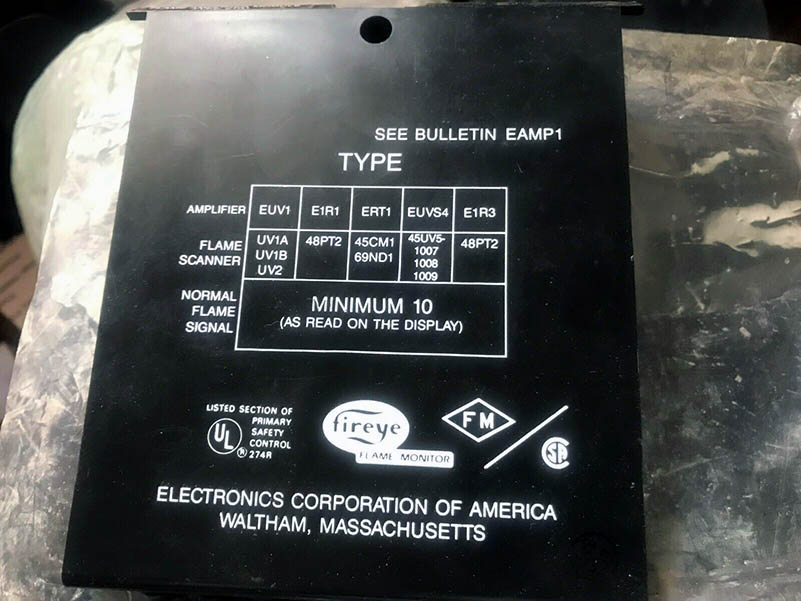 SEE BULLETIN EAMP1
TYPE
AMPLIFIER EUV1 E1R1 ERT1 EUVS4 E1R3
FLAME SCANNER UV1A UV1B UV2 48PT2 45CM1 69ND1 45UV5- 1007 1008 1009 48PT2
NORMAL FLAME SIGNAL
MINIMUM 10
(AS READ ON THE DISPLAY)
LISTED SECTION OF
PRIMARY
SAFETY
CONTROL
274R
UL
®
fireye
FLAME MONITOR
FM
SA
ELECTRONICS CORPORATION OF AMERICA
WALTHAM, MASSACHUSETTS